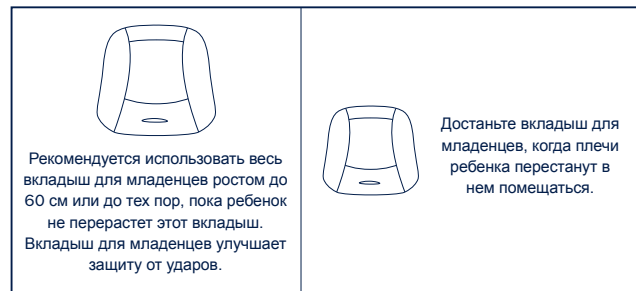 Рекомендуется использовать весь
вкладыш для младенцев ростом до
60 см или до тех пор, пока ребенок
не перерастет этот вкладыш.
Вкладыш для младенцев улучшает
защиту от ударов.
Достаньте вкладыш для
младенцев, когда плечи
ребенка перестанут в
нем помещаться.